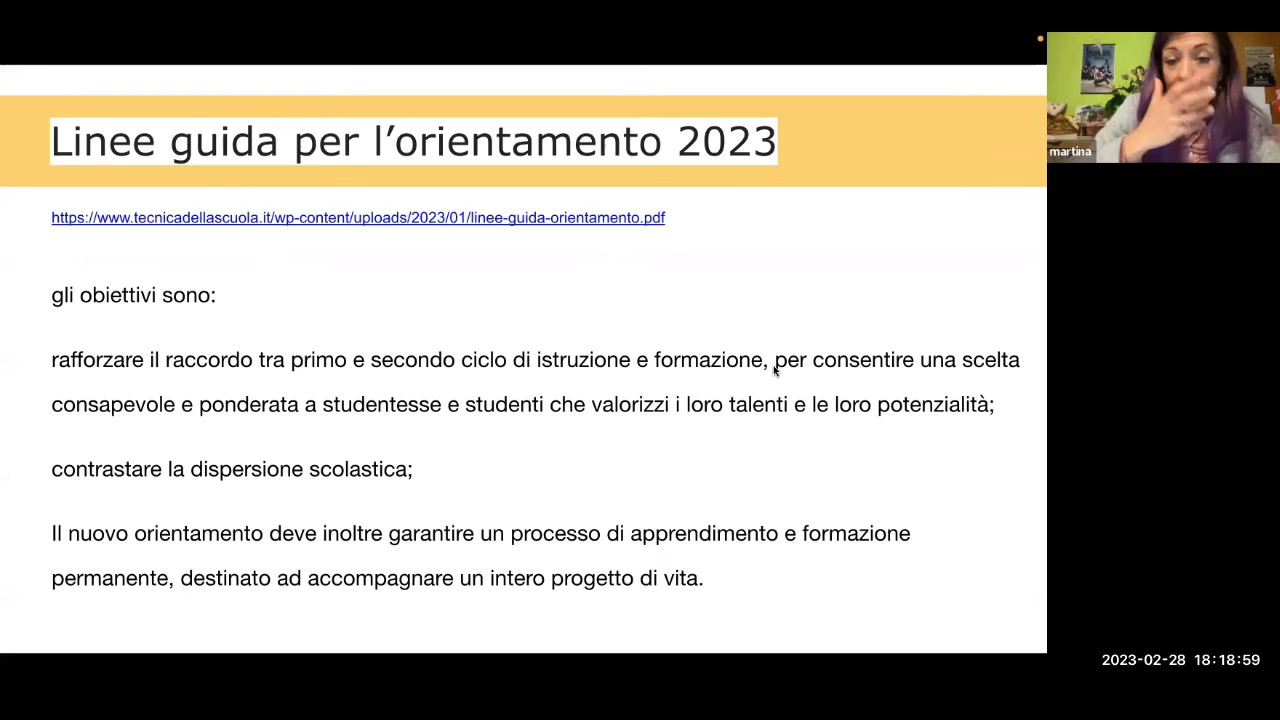 Linee guida per l’orientamento 2023
martina
https://www.tecnicadellascuola.it/wp-content/uploads/2023/01/linee-guida-orientamento.pdf
gli obiettivi sono:
rafforzare il raccordo tra primo e secondo ciclo di istruzione e formazione, per consentire una scelta
consapevole e ponderata a studentesse e studenti che valorizzi i loro talenti e le loro potenzialità;
contrastare la dispersione scolastica;
Il nuovo orientamento deve inoltre garantire un processo di apprendimento e formazione
permanente, destinato ad accompagnare un intero progetto di vita.
2023-02-28 18:18:59